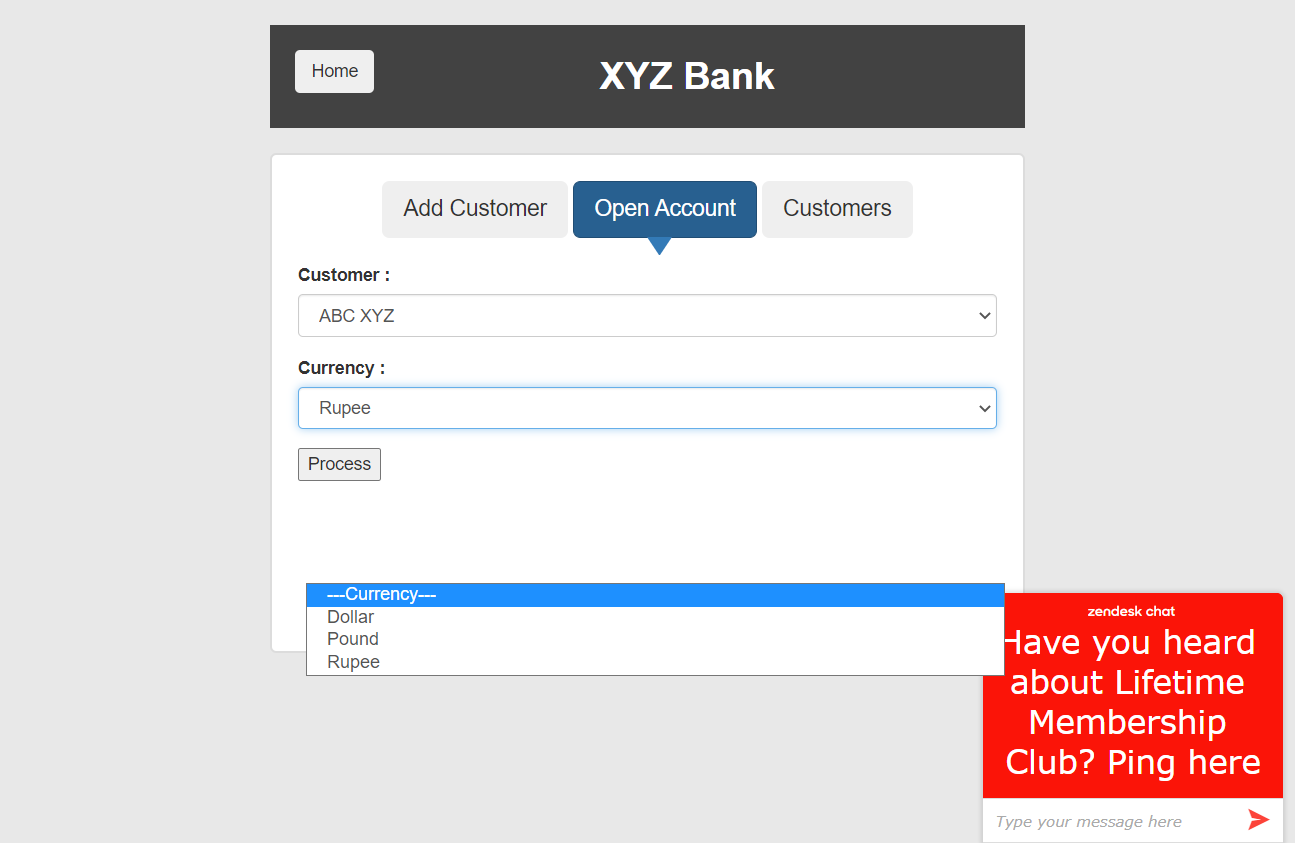 Home
XYZ Bank
Add Customer
Open Account
Customers
Customer :
ABC XYZ
Currency :
Rupee
Process
---Currency---
Dollar
Pound
Rupee
zendesk chat
Have you heard
about Lifetime
Membership
Club? Ping here
Type your message here